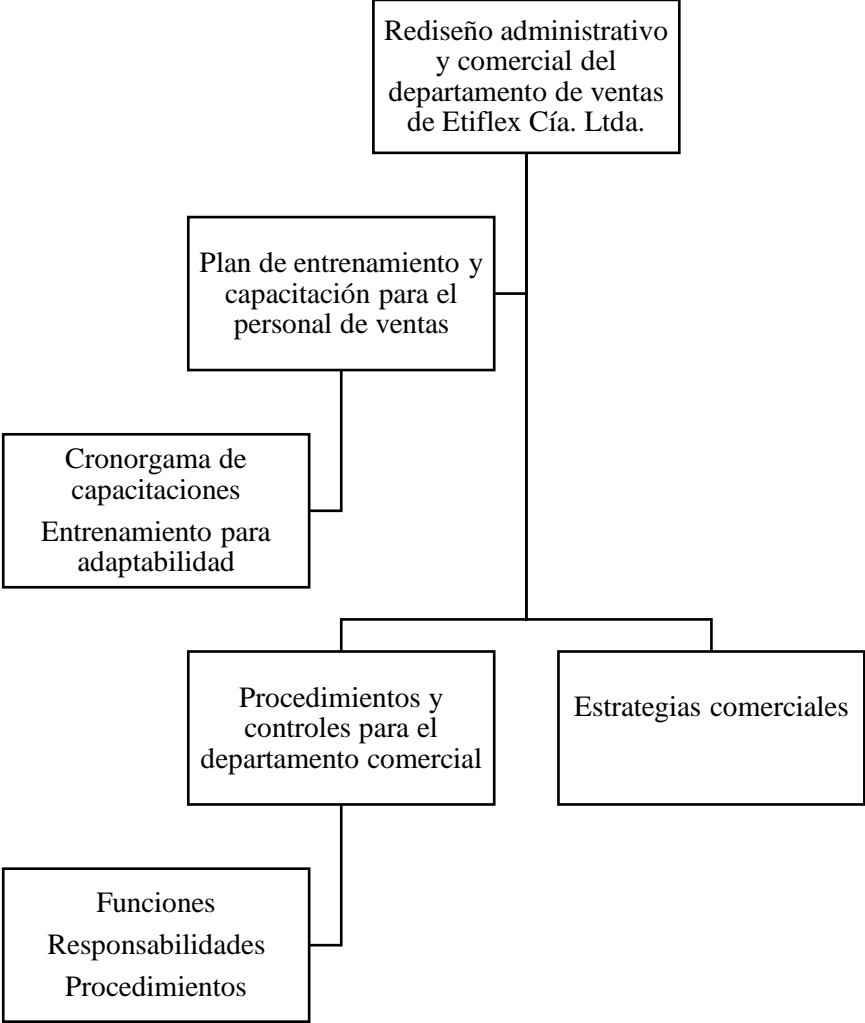 Rediseño administrativo
y comercial del
departamento de ventas
de Etiflex Cía. Ltda.
Plan de entrenamiento y
capacitación para el
personal de ventas
Cronorgama de
capacitaciones
Entrenamiento para
adaptabilidad
Procedimientos y
controles para el
departamento comercial
Estrategias comerciales
Funciones
Responsabilidades
Procedimientos